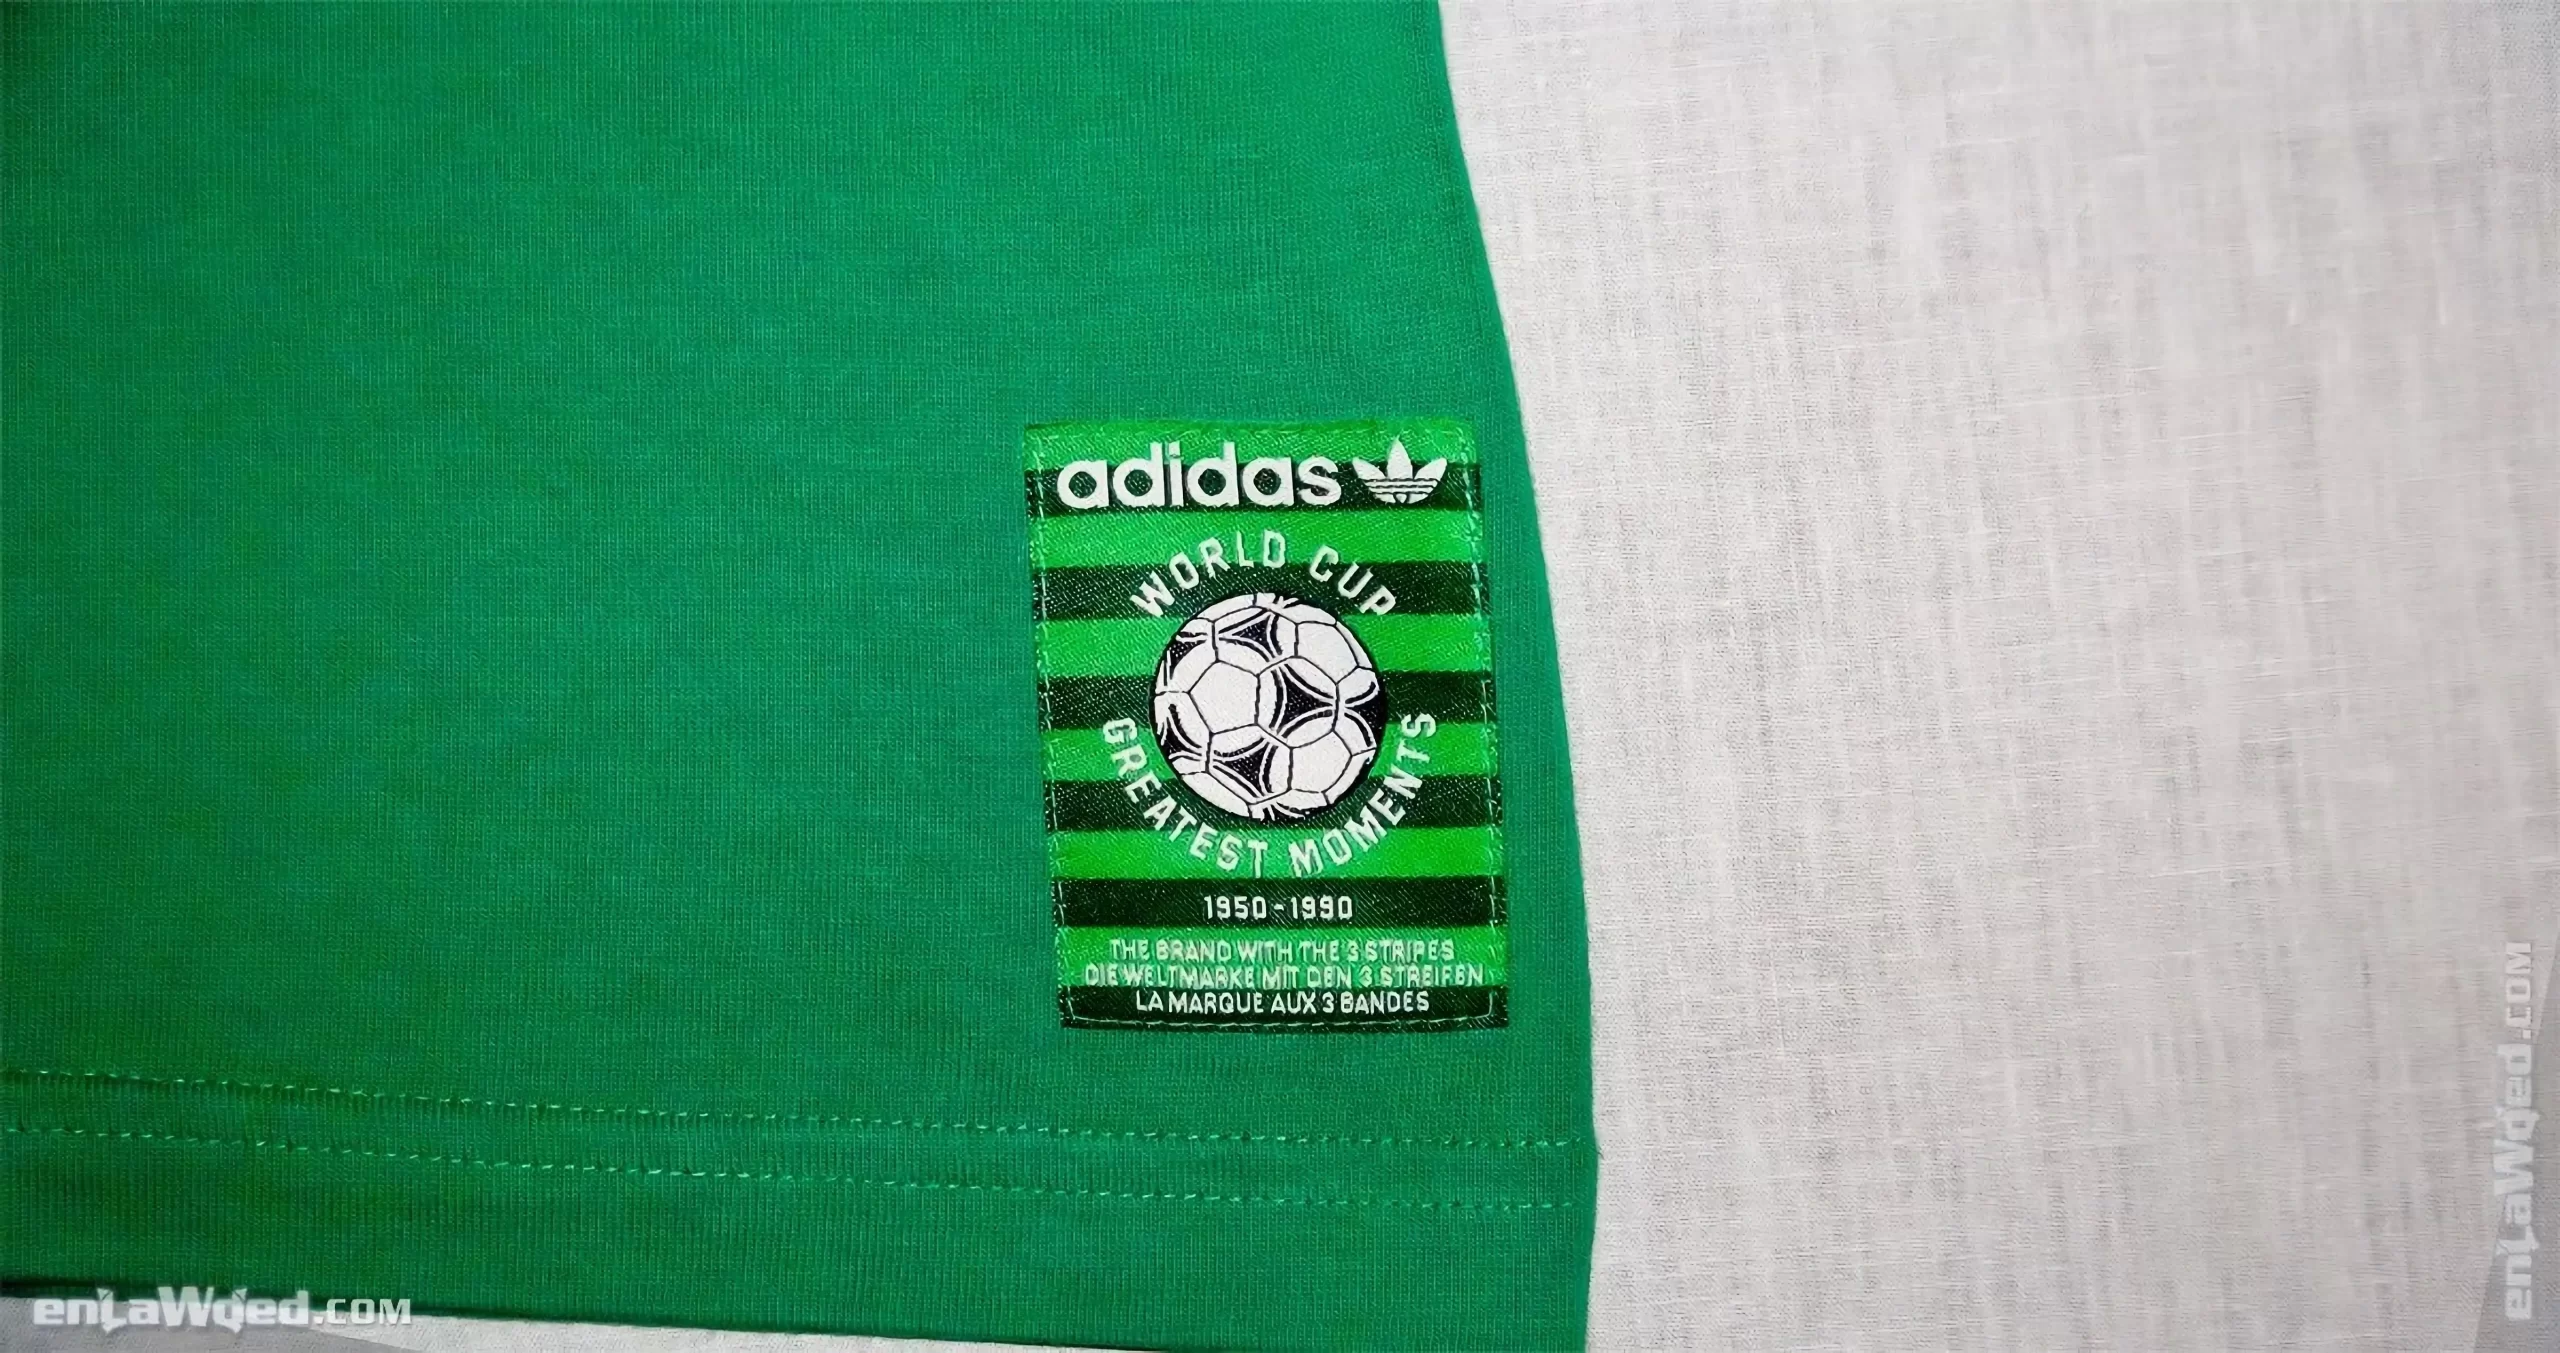 adidas
WORLD CUP
GREATEST MOMENTS
1950-1990
THE BRAND WITH THE 3 STRIPES
DIE WELTMARKE MIT DEN 3 STREIFEN
LA MARQUE AUX 3 BANDES
enLaWded.COM
enLaWded.COM